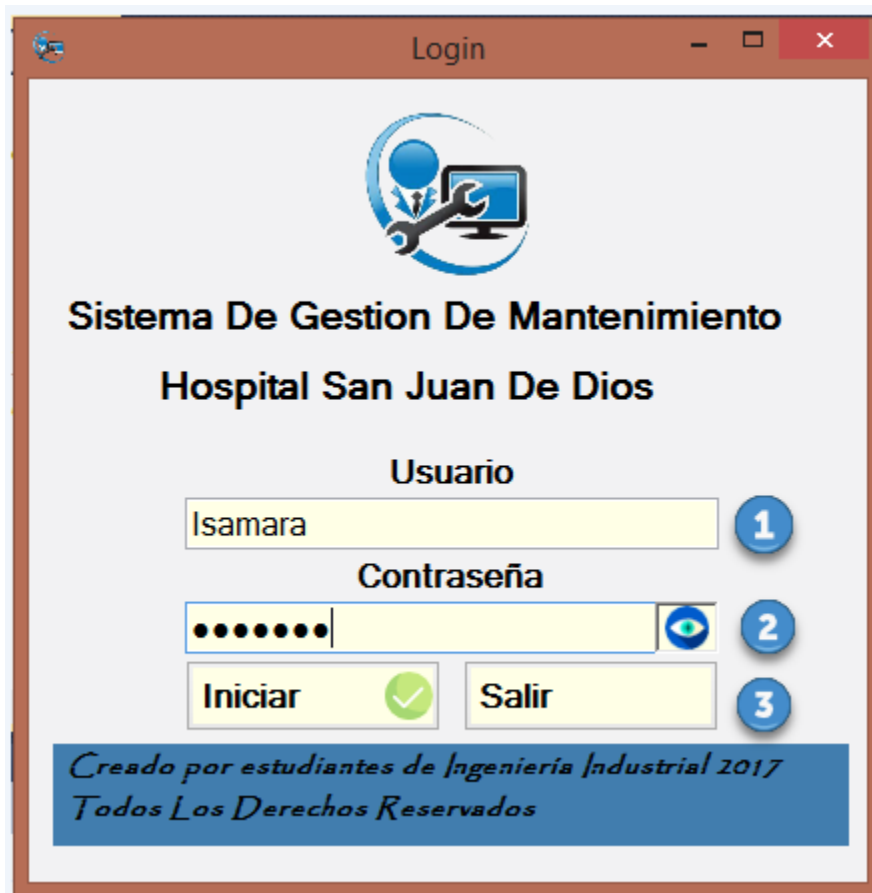 Login
Sistema De Gestion De Mantenimiento
Hospital San Juan De Dios
Usuario
Isamara
1
Contraseña
●●●●●●●
2
Iniciar
Salir
3
Creado por estudiantes de Ingeniería Industrial 2017
Todos Los Derechos Reservados